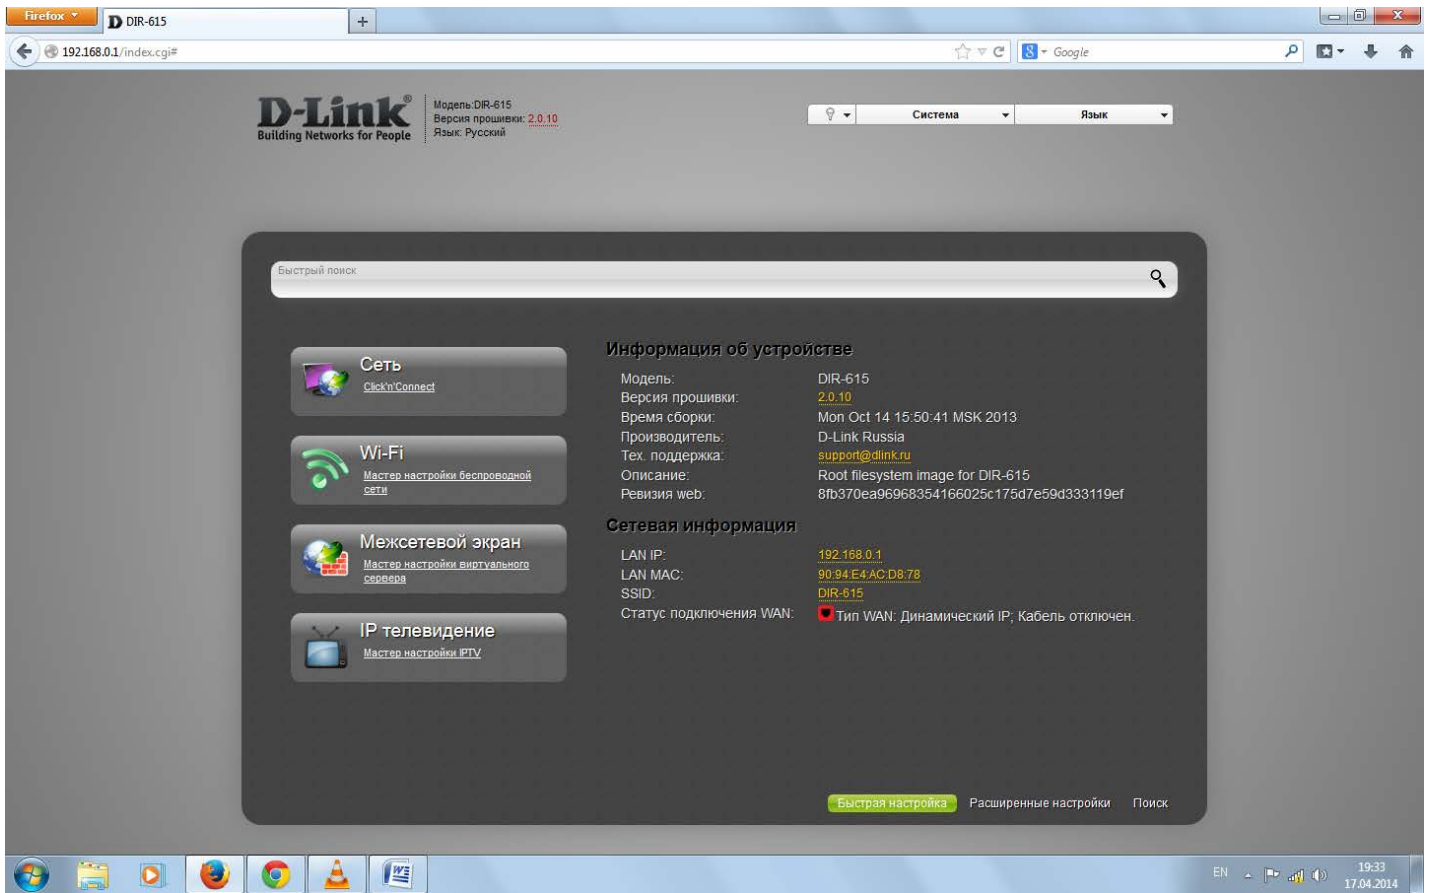 Firefox
DIR-615
192.168.0.1/index.cgi#
Google
D-Link®
Building Networks for People
Модель:DIR-615
Версия прошивки: 2.0.10
Язык: Русский
Система
Язык
Быстрый поиск
Сеть
Click'n'Connect
Wi-Fi
Мастер настройки беспроводной
сети
Межсетевой экран
Мастер настройки виртуального
сервера
IP телевидение
Мастер настройки IPTV
Информация об устройстве
Модель: DIR-615
Версия прошивки: 2.0.10
Время сборки: Mon Oct 14 15:50:41 MSK 2013
Производитель: D-Link Russia
Тех. поддержка: support@dlink.ru
Описание: Root filesystem image for DIR-615
Ревизия web: 8fb370ea96968354166025c175d7e59d333119ef
Сетевая информация
LAN IP: 192.168.0.1
LAN MAC: 90:94:E4:AC:D8:78
SSID: DIR-615
Статус подключения WAN: Тип WAN: Динамический IP; Кабель отключен.
Быстрая настройка Расширенные настройки Поиск
EN
19:33
17.04.2014